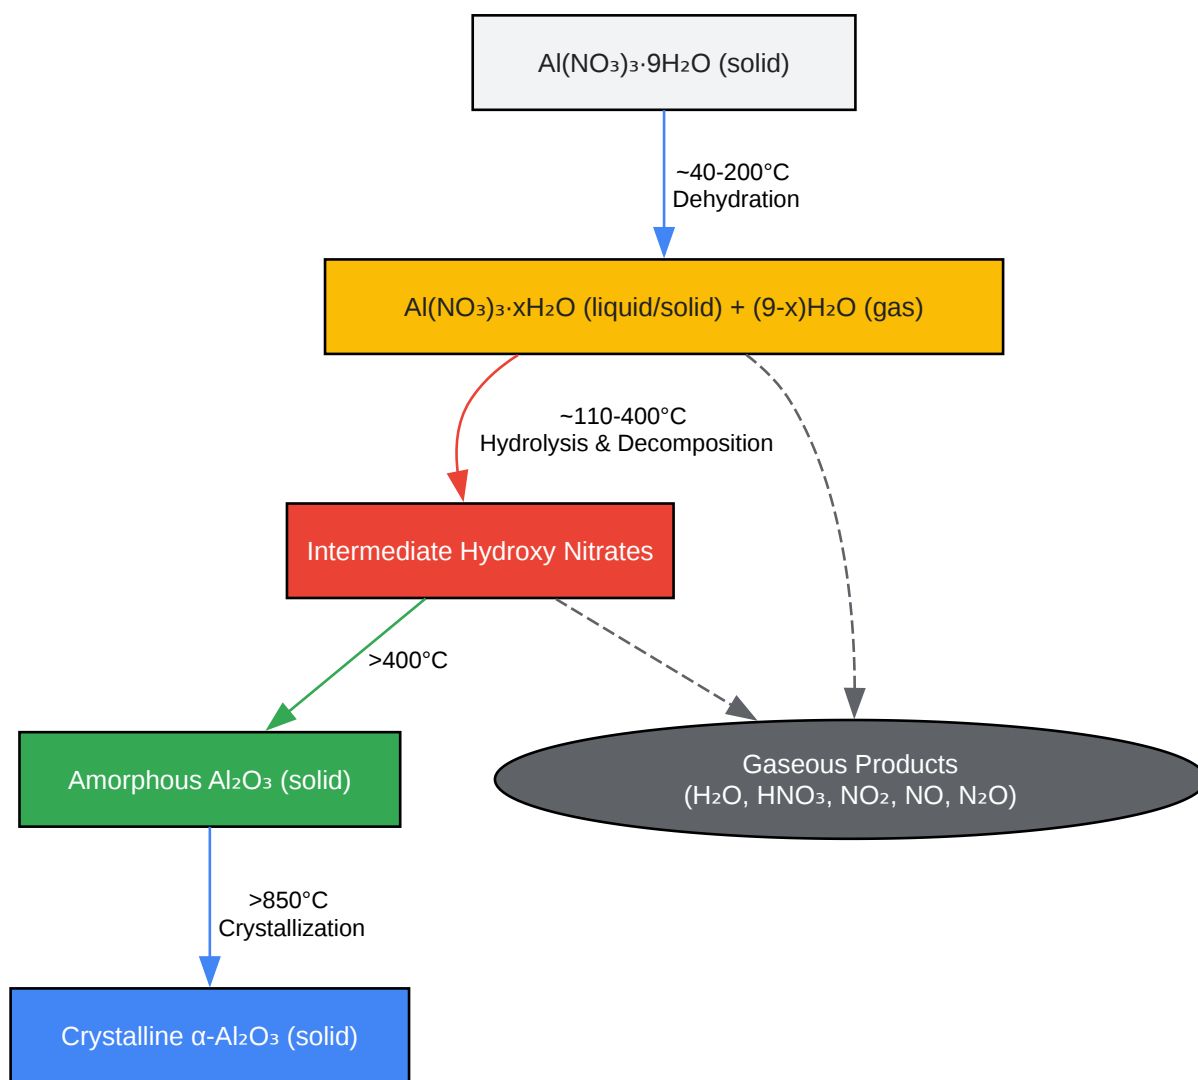 Al(NO₃)₃·9H₂O (solid)
~40-200°C
Dehydration
Al(NO₃)₃·xH₂O (liquid/solid) + (9-x)H₂O (gas)
~110-400°C
Hydrolysis & Decomposition
Intermediate Hydroxy Nitrates
>400°C
Amorphous Al₂O₃ (solid)
Gaseous Products
(H₂O, HNO₃, NO₂, NO, N₂O)
>850°C
Crystallization
Crystalline α-Al₂O₃ (solid)